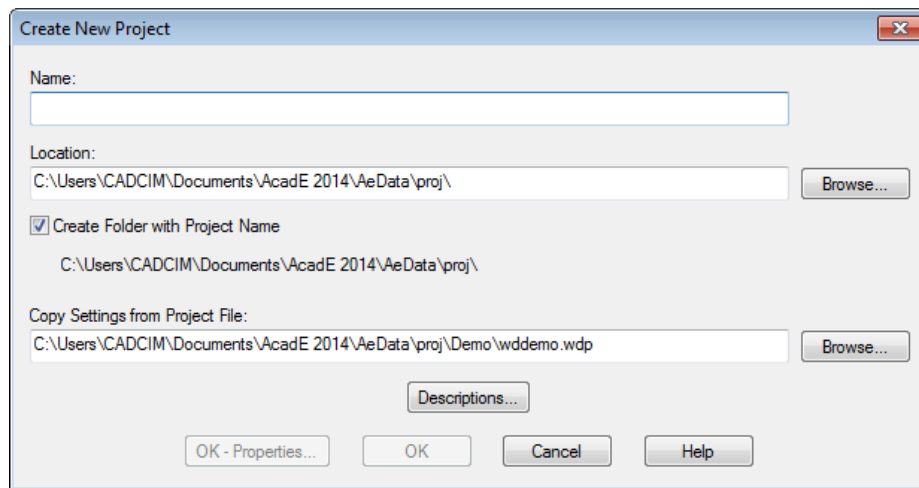 Create New Project
Name:
Location:
C:\Users\CADCIM\Documents\AcadE 2014\AeData\proj\
Browse...
Create Folder with Project Name
C:\Users\CADCIM\Documents\AcadE 2014\AeData\proj\
Copy Settings from Project File:
C:\Users\CADCIM\Documents\AcadE 2014\AeData\proj\Demo\wddemo.wdp
Browse...
Descriptions...
OK - Properties...
OK
Cancel
Help